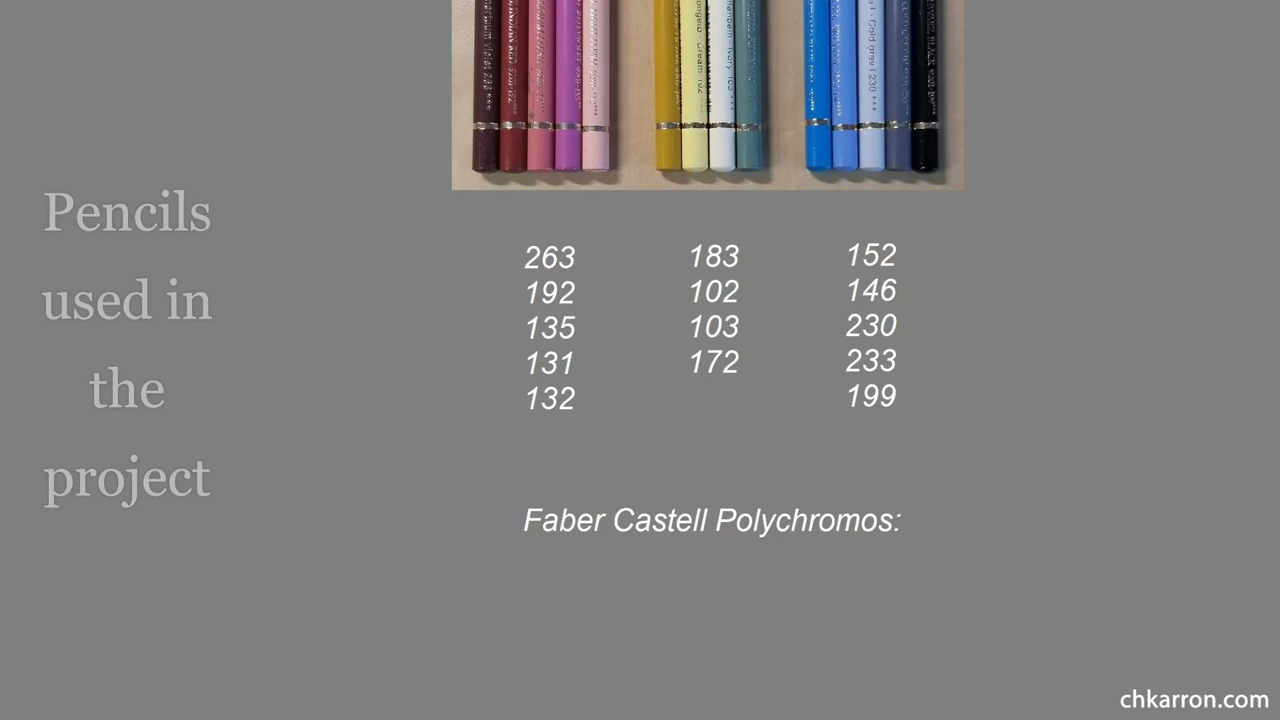 Pencils
used in
the
project
263
192
135
131
132
183
102
103
172
152
146
230
233
199
Faber Castell Polychromos:
chkarron.com